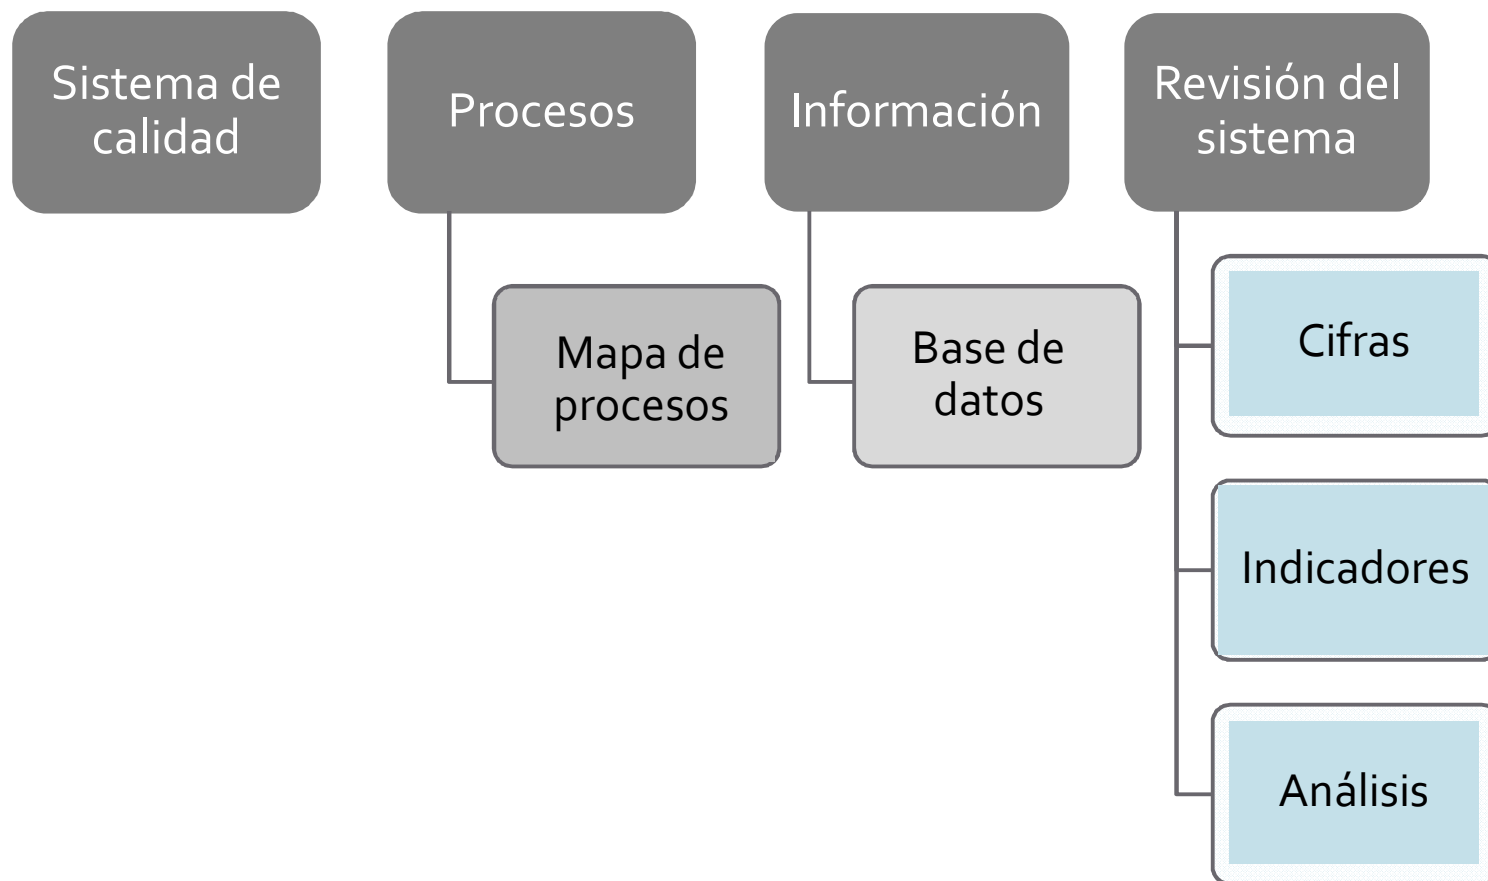 Sistema de
calidad
Procesos
Información
Revisión del
sistema
Mapa de
procesos
Base de
datos
Cifras
Indicadores
Análisis